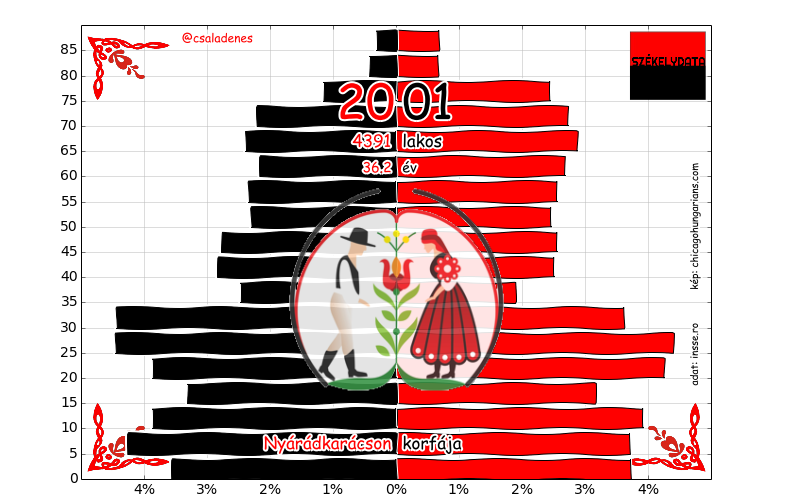 @csaladenes
SZÉKELYDATA
2001
4391 lakos
36,2 év
kép: chicagohungarians.com
adat: insse.ro
Nyárádkarácson korfája
85
80
75
70
65
60
55
50
45
40
35
30
25
20
15
10
5
0
4% 3% 2% 1% 0% 1% 2% 3% 4%